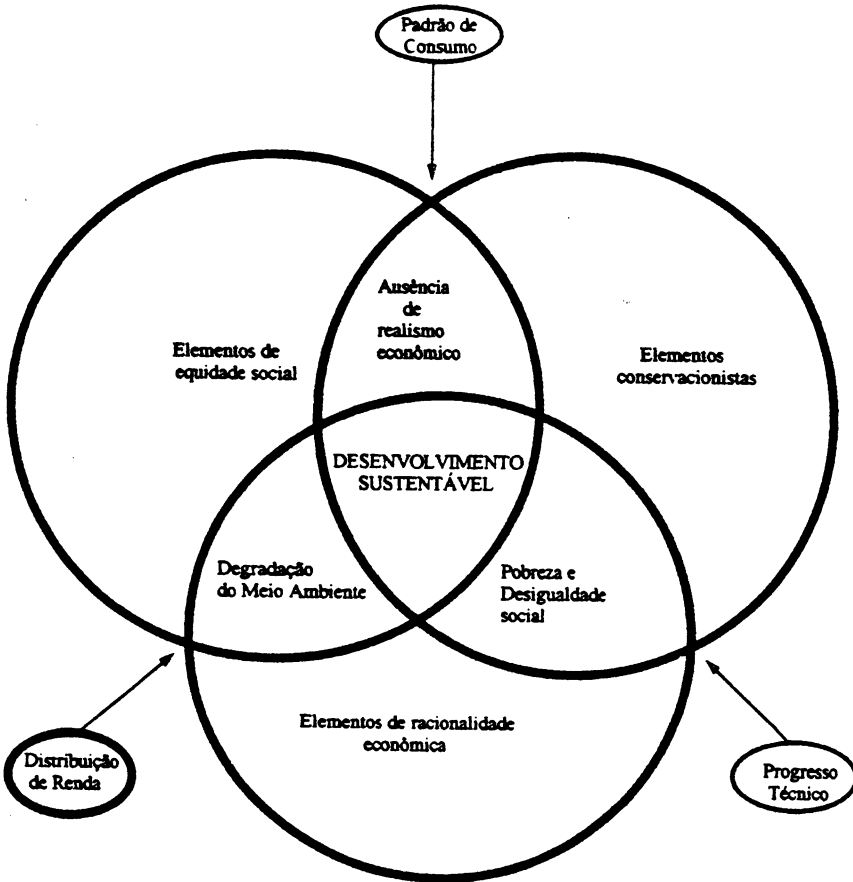 Padrão de
Consumo
Ausência
de
realismo
econômico
Elementos de
equidade social
Elementos
conservacionistas
DESENVOLVIMENTO
SUSTENTÁVEL
Degradação
do Meio Ambiente
Pobreza e
Desigualdade
social
Elementos de racionalidade
econômica
Distribuição
de Renda
Progresso
Técnico